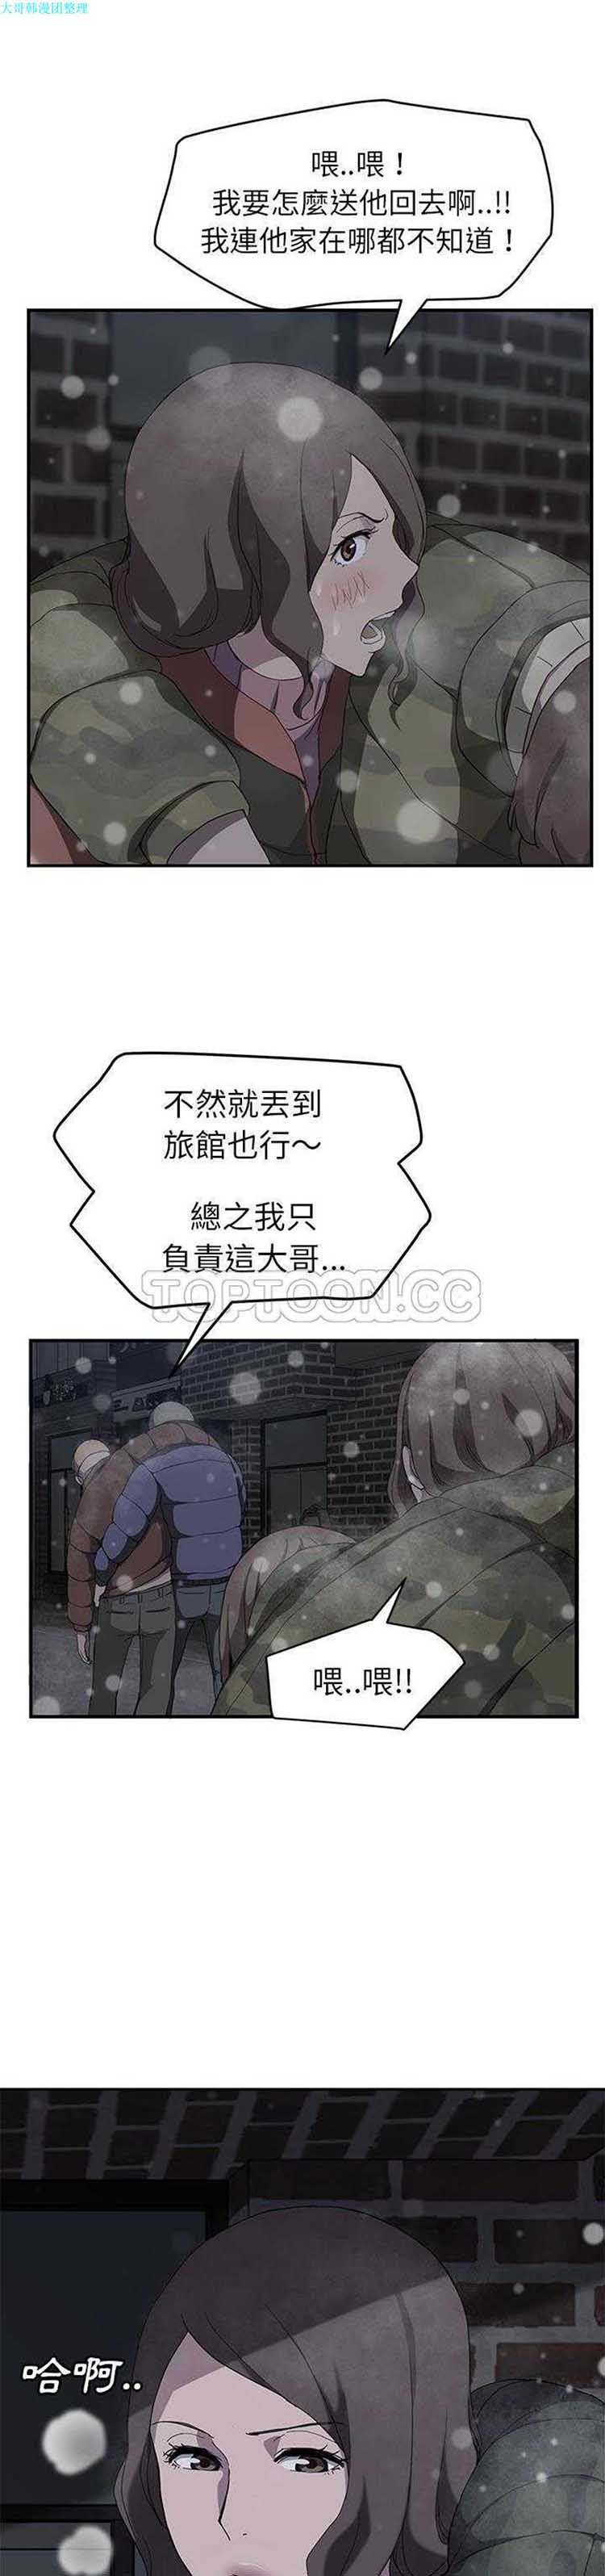 大哥韩漫团整理
喂..喂！
我要怎麼送他回去啊..!!
我連他家在哪都不知道！
不然就丟到
旅館也行～
總之我只
負責這大哥...
TOPTOON.CC
喂..喂!!
哈啊..